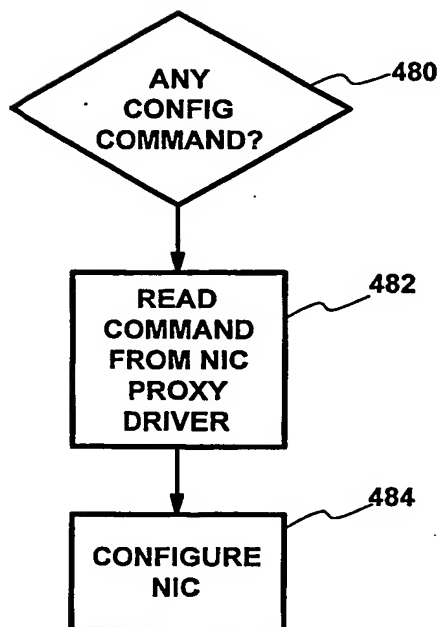 ANY
CONFIG
COMMAND?
480
READ
COMMAND
FROM NIC
PROXY
DRIVER
482
CONFIGURE
NIC
484